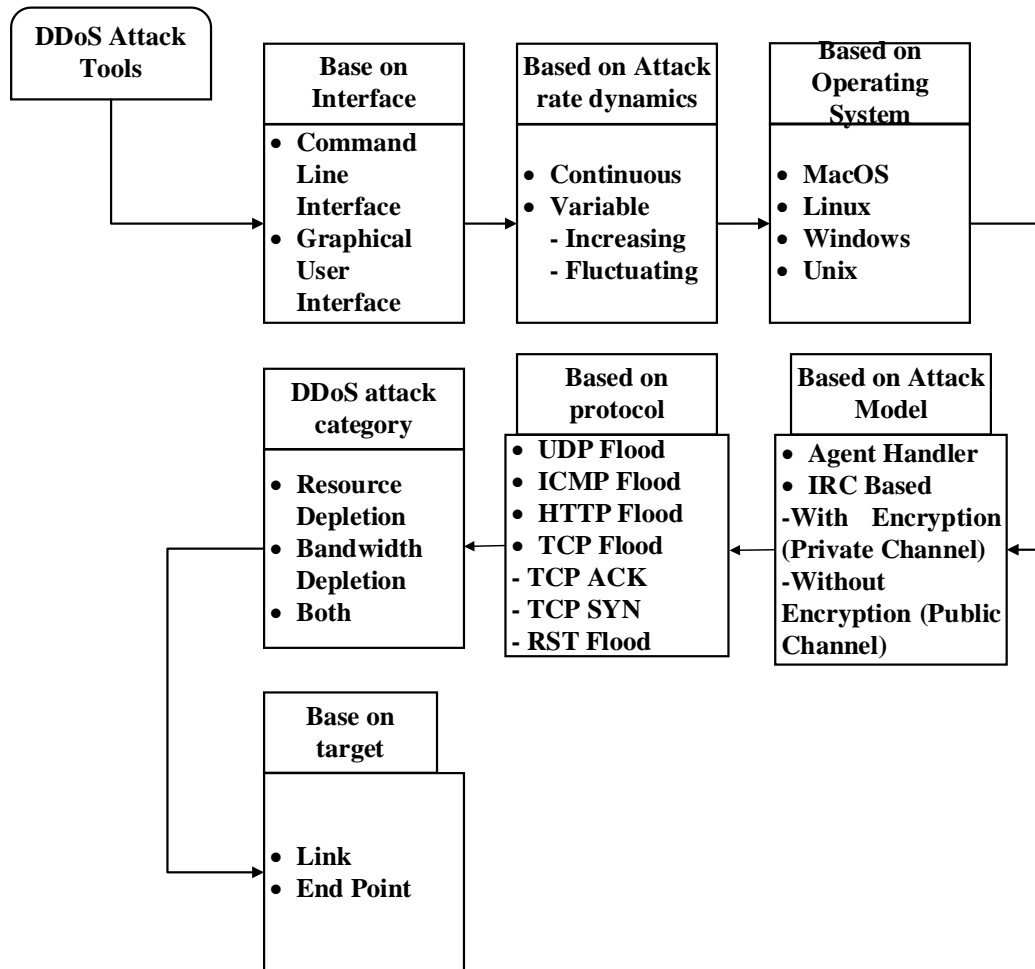 DDoS Attack
Tools
Base on
Interface
• Command
Line
Interface
• Graphical
User
Interface
Based on Attack
rate dynamics
• Continuous
• Variable
- Increasing
- Fluctuating
Based on
Operating
System
• MacOS
• Linux
• Windows
• Unix
Based on Attack
Model
• Agent Handler
• IRC Based
-With Encryption
(Private Channel)
-Without
Encryption (Public
Channel)
Based on
protocol
• UDP Flood
• ICMP Flood
• HTTP Flood
• TCP Flood
- TCP ACK
- TCP SYN
- RST Flood
DDoS attack
category
• Resource
Depletion
• Bandwidth
Depletion
• Both
Base on
target
• Link
• End Point